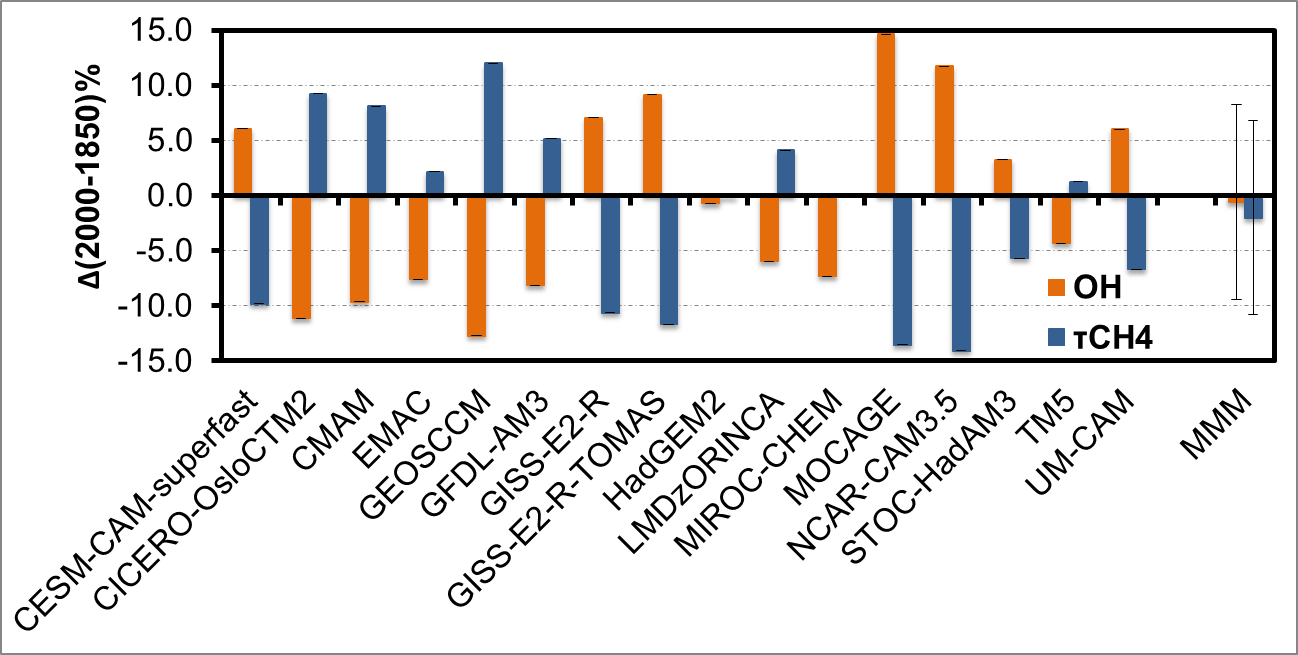 Δ(2000-1850)%
15.0
10.0
5.0
0.0
-5.0
-10.0
-15.0
OH
τCH4
CESM-CAM-superfast
CICERO-OsloCTM2
CMAM
EMAC
GEOSCCM
GFDL-AM3
GISS-E2-R
GISS-E2-R-TOMAS
HadGEM2
LMDzORINCA
MIROC-CHEM
MOCAGE
NCAR-CAM3.5
STOC-HadAM3
TM5
UM-CAM
MMM